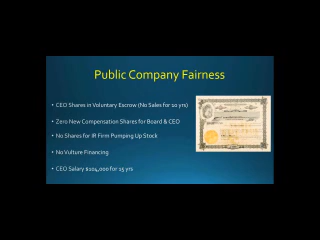 Public Company Fairness
• CEO Shares in Voluntary Escrow (No Sales for 10 yrs)
• Zero New Compensation Shares for Board & CEO
• No Shares for IR Firm Pumping Up Stock
• No Vulture Financing
• CEO Salary $104,000 for 15 yrs